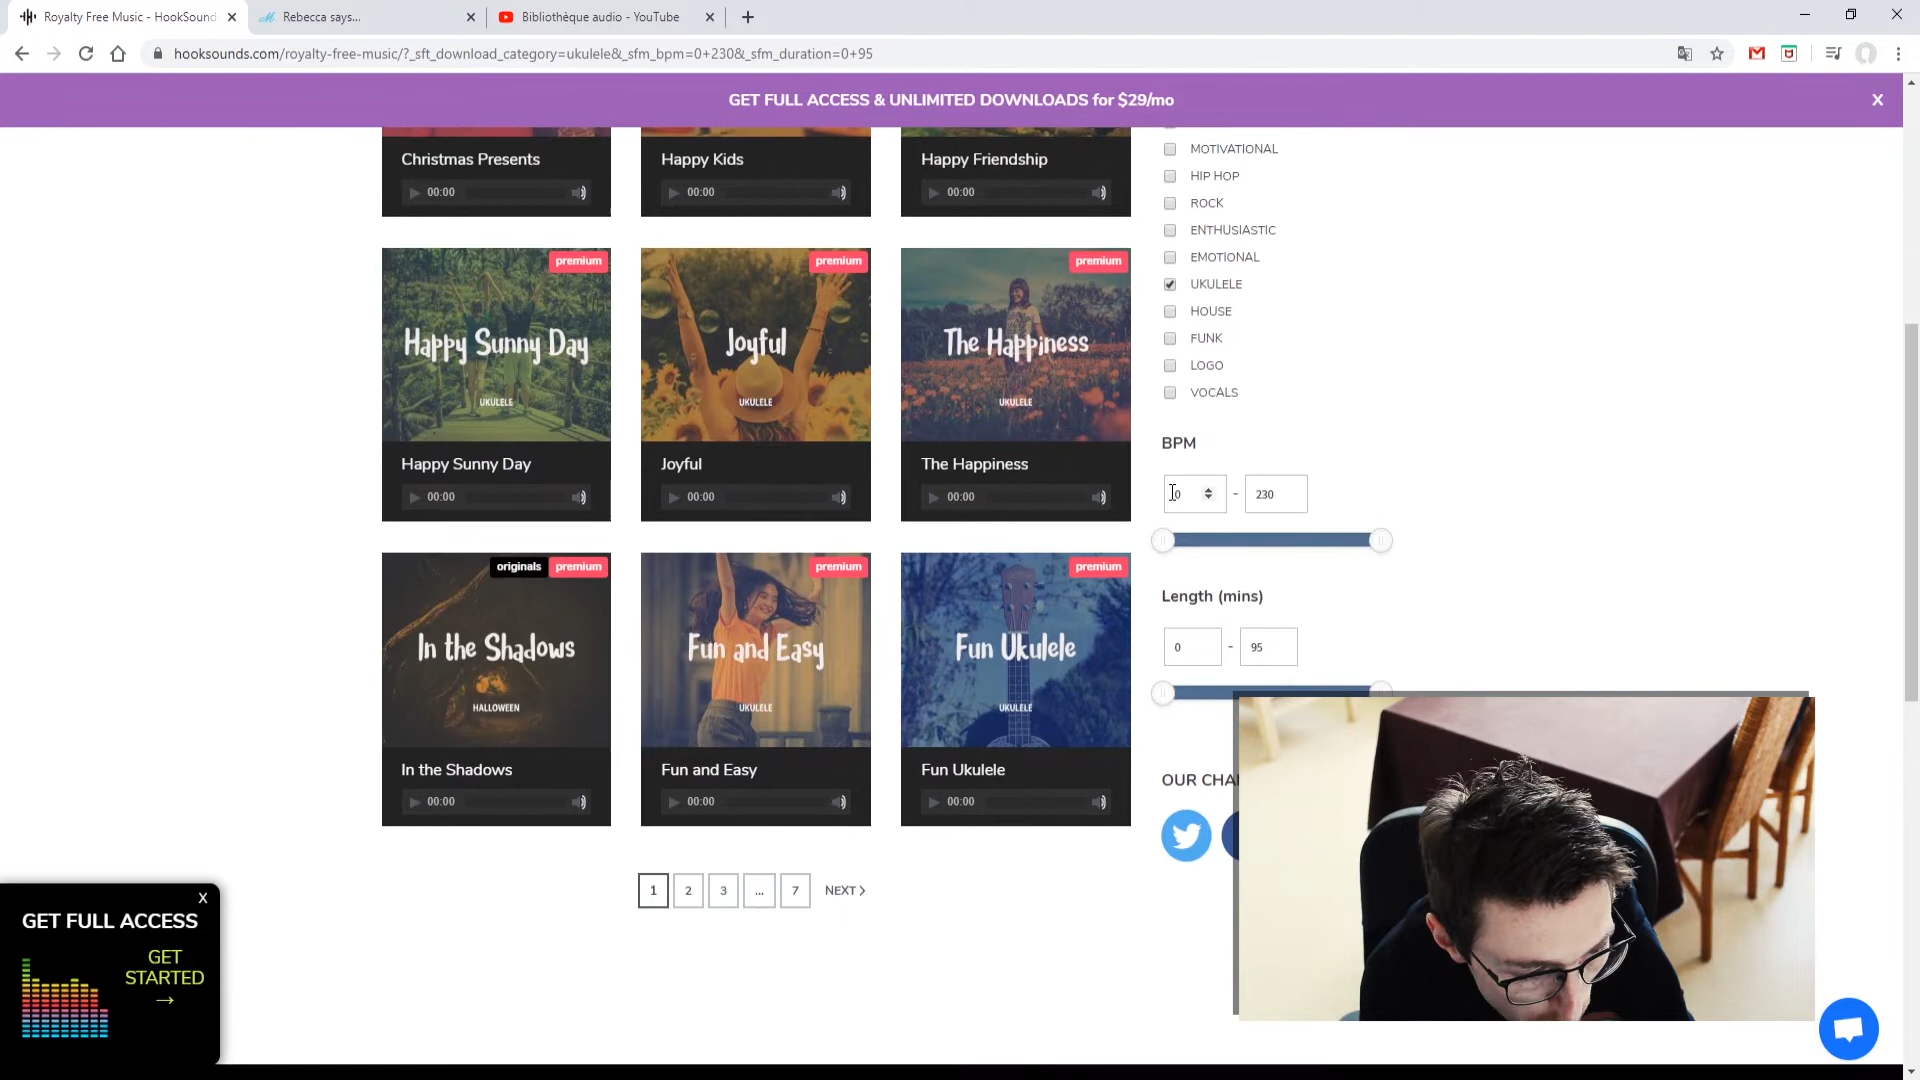 Royalty Free Music - HookSound
Rebecca says...
Bibliothèque audio - YouTube
hooksounds.com/royalty-free-music/?_sft_download_category=ukulele&_sfm_bpm=0+230&_sfm_duration=0+95
GET FULL ACCESS & UNLIMITED DOWNLOADS for $29/mo
X
Christmas Presents
00:00
Happy Kids
00:00
Happy Friendship
00:00
premium
Happy Sunny Day
UKULELE
Happy Sunny Day
00:00
premium
Joyful
UKULELE
Joyful
00:00
premium
The Happiness
UKULELE
The Happiness
00:00
originals premium
In the Shadows
HALLOWEEN
In the Shadows
00:00
premium
Fun and Easy
UKULELE
Fun and Easy
00:00
premium
Fun Ukulele
UKULELE
Fun Ukulele
00:00
1 2 3 ... 7 NEXT
MOTIVATIONAL
HIP HOP
ROCK
ENTHUSIASTIC
EMOTIONAL
UKULELE
HOUSE
FUNK
LOGO
VOCALS
BPM
0 - 230
Length (mins)
0 - 95
OUR CHA
X
GET FULL ACCESS
GET
STARTED
→